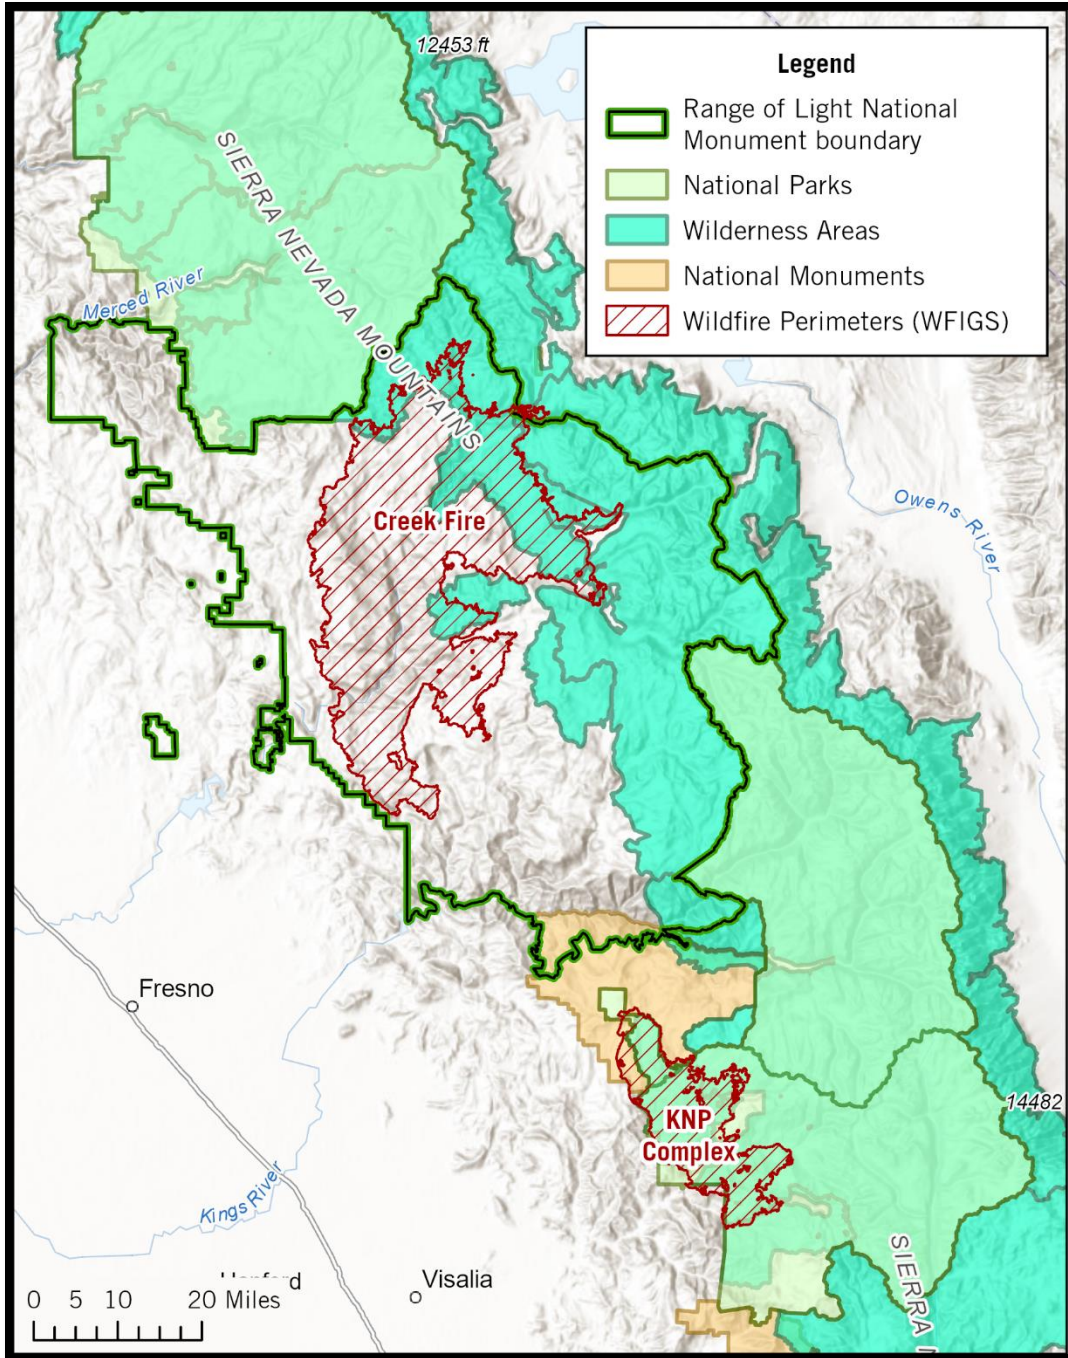 12453 ft
Legend
Range of Light National
Monument boundary
National Parks
Wilderness Areas
National Monuments
Wildfire Perimeters (WFIGS)
SIERRA NEVADA MOUNTAINS
Merced River
Owens River
Creek Fire
Fresno
14482
KNP
Complex
Kings River
SIERRA
Visalia
0 5 10 20 Miles